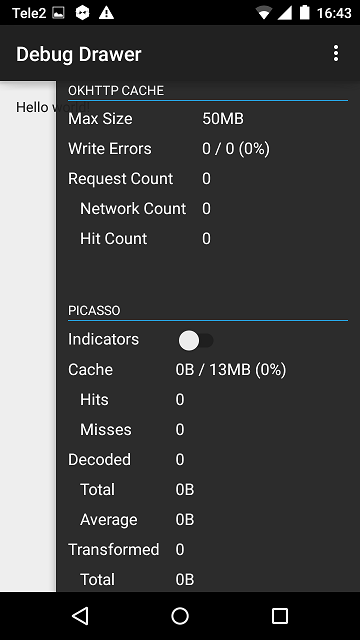 Tele2 16:43
Debug Drawer
Hello world!
OKHTTP CACHE
Max Size 50MB
Write Errors 0 / 0 (0%)
Request Count 0
Network Count 0
Hit Count 0
PICASSO
Indicators
Cache 0B / 13MB (0%)
Hits 0
Misses 0
Decoded 0
Total 0B
Average 0B
Transformed 0
Total 0B